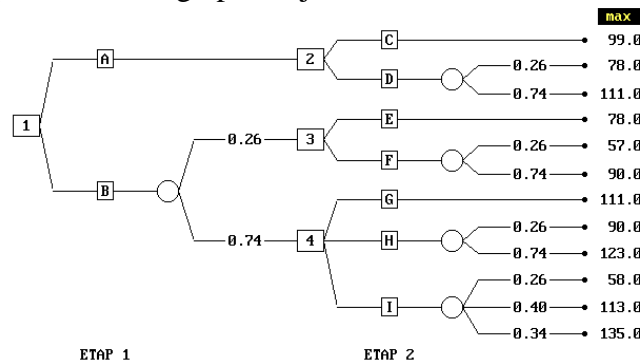 max
C 99.0
A 2
0.26 78.0
D
0.74 111.0
E 78.0
1
0.26 3
0.26 57.0
F
0.74 90.0
B
G 111.0
0.26 90.0
0.74 4 H
0.74 123.0
0.26 58.0
I 0.40 113.0
0.34 135.0
ETAP 1 ETAP 2